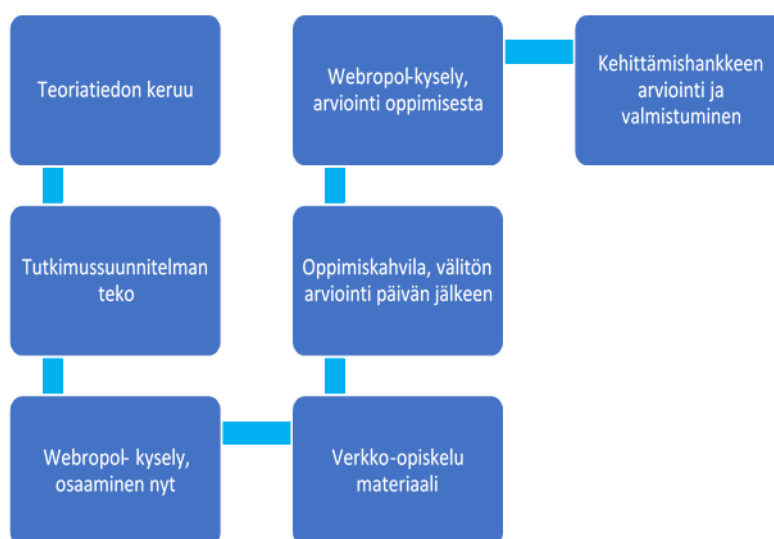 Teoriatiedon keruu
Tutkimussuunnitelman
teko
Webropol- kysely,
osaaminen nyt
Verkko-opiskelu
materiaali
Oppimiskahvila, välitön
arviointi päivän jälkeen
Webropol-kysely,
arviointi oppimisesta
Kehittämishankkeen
arviointi ja
valmistuminen